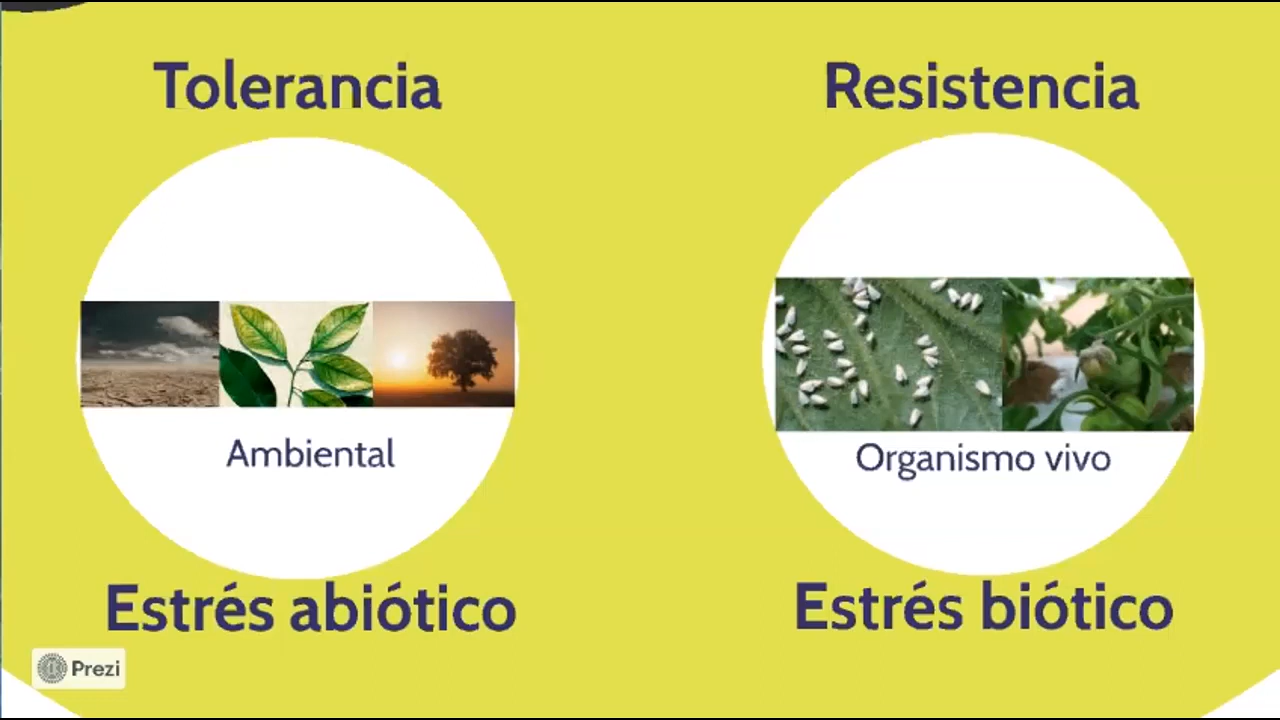 Tolerancia
Ambiental
Estrés abiótico
Resistencia
Organismo vivo
Estrés biótico
Prezi